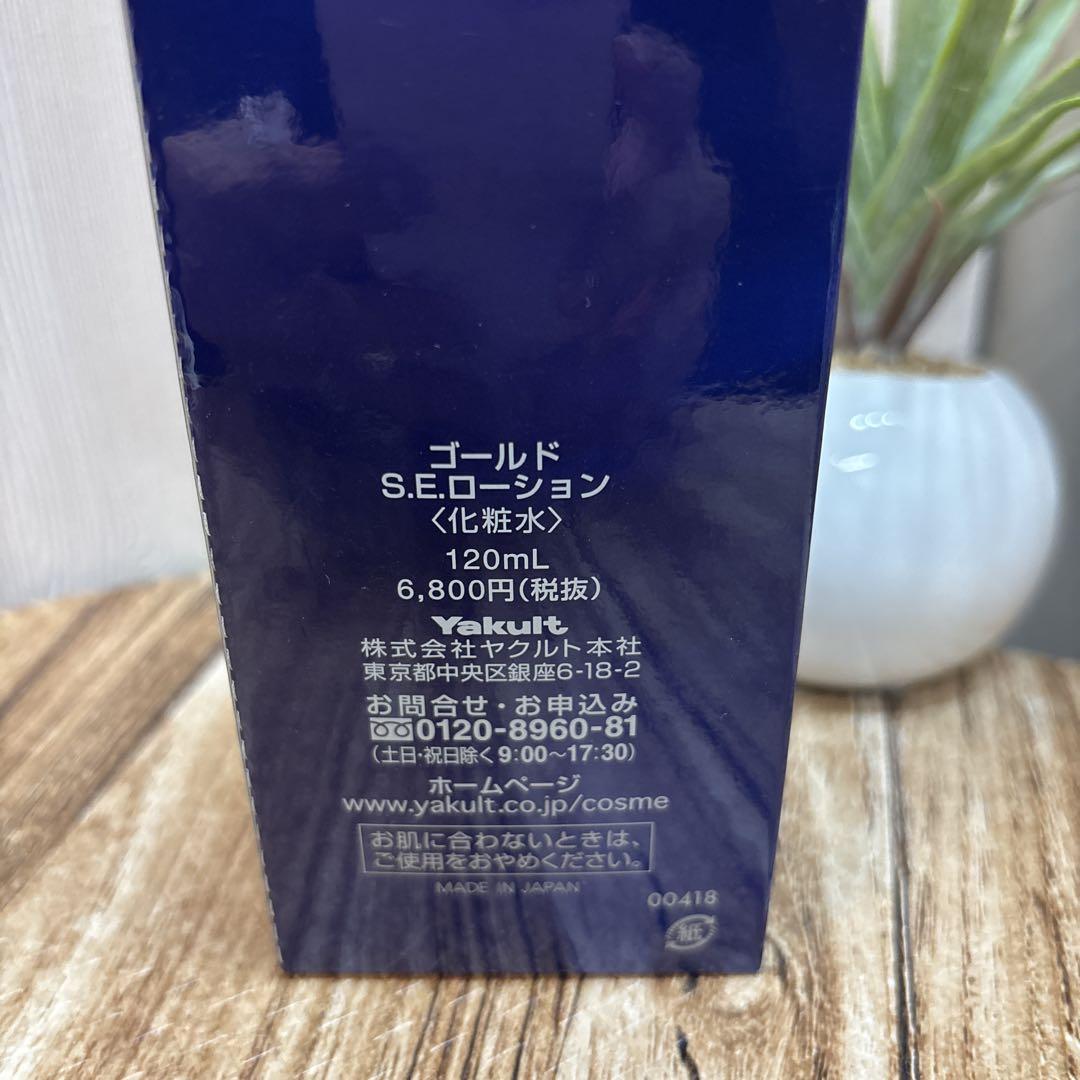 ゴールド
S.E.ローション
〈化粧水〉
120mL
6,800円(税抜)
Yakult
株式会社ヤクルト本社
東京都中央区銀座6-18-2
お問合せ・お申込み
0120-8960-81
(土日・祝日除く 9:00〜17:30)
ホームページ
www.yakult.co.jp/cosme
お肌に合わないときは、
ご使用をおやめください。
MADE IN JAPAN
00418
紙